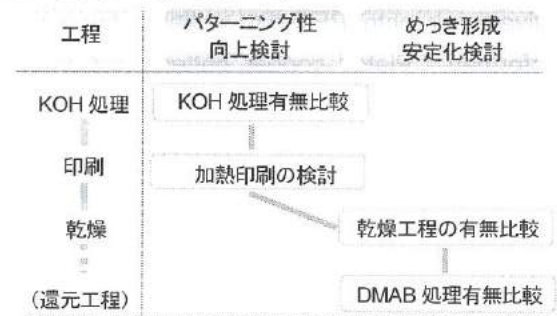 工程
パターニング性
向上検討
めっき形成
安定化検討
KOH 処理
KOH 処理有無比較
印刷
加熱印刷の検討
乾燥
乾燥工程の有無比較
(還元工程)
DMAB 処理有無比較